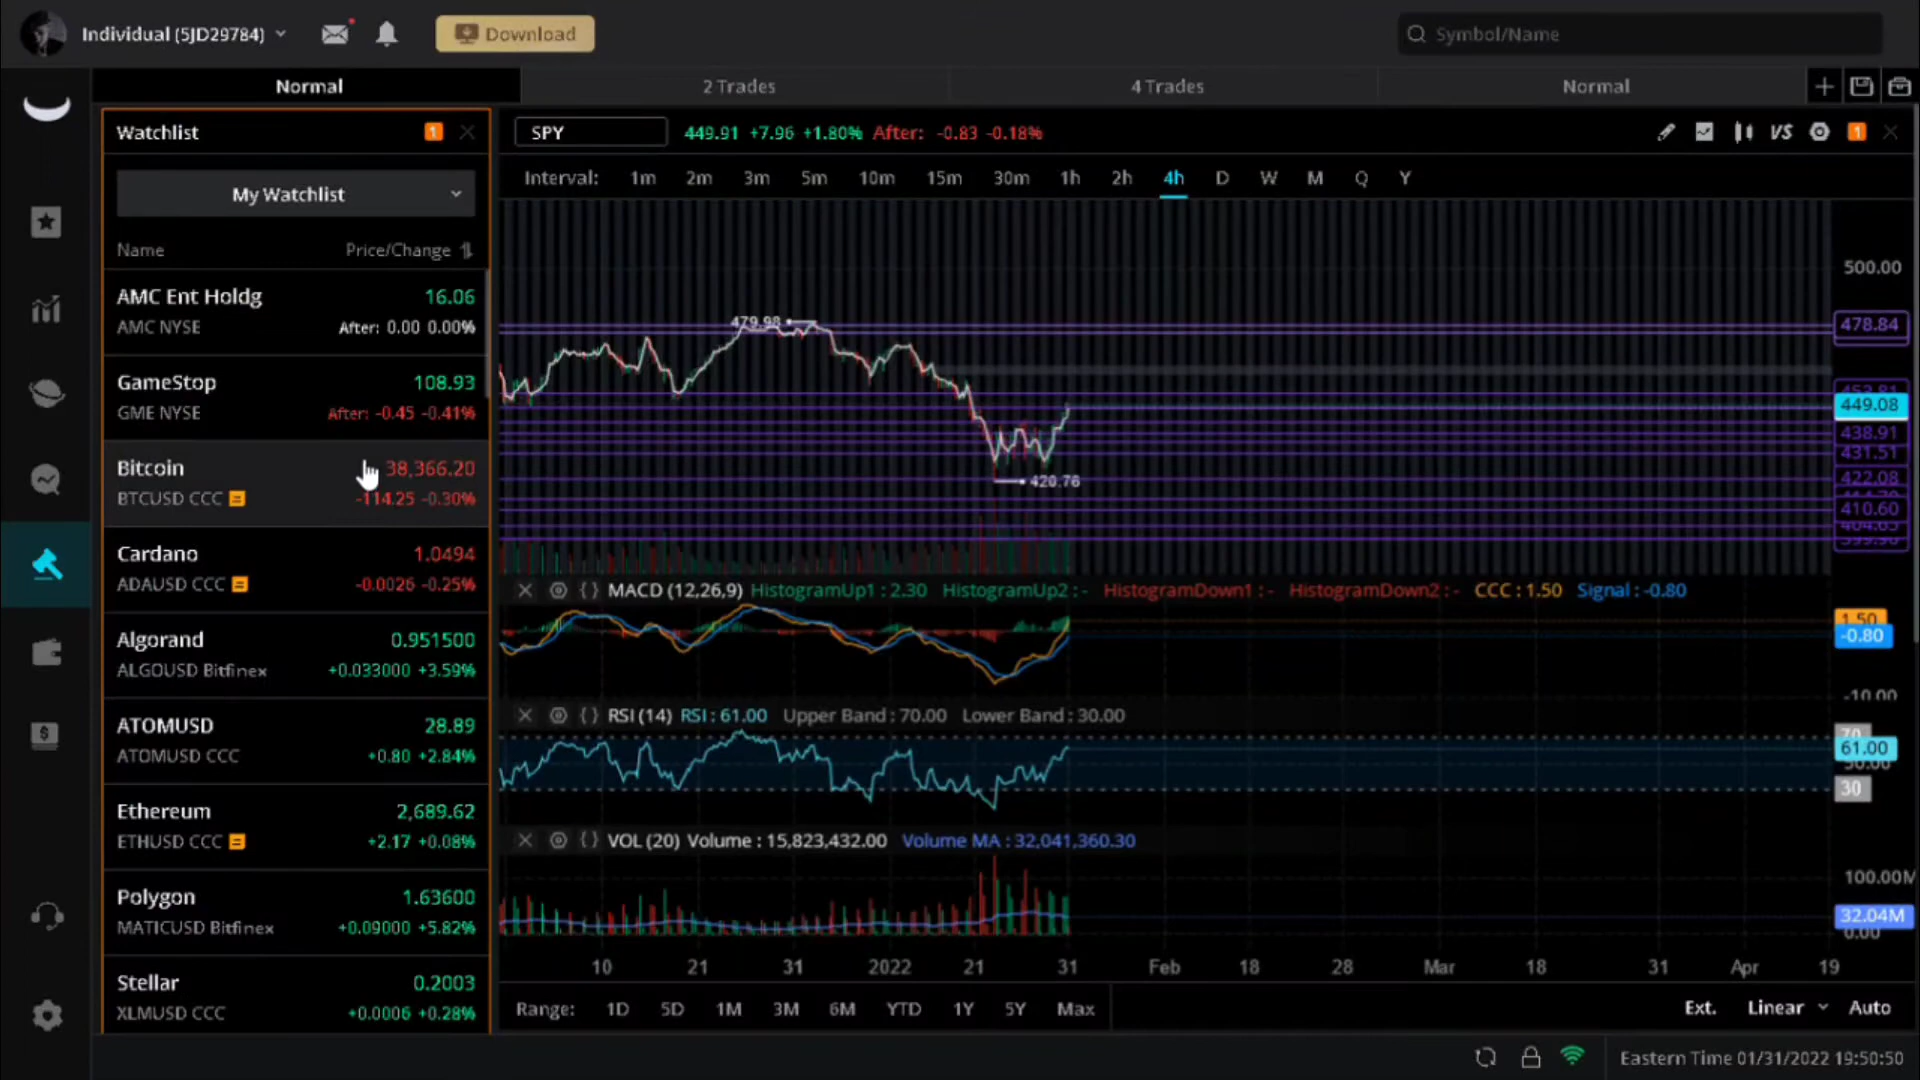 Individual (5JD29784)
Download
Symbol/Name
Normal
2 Trades
4 Trades
Normal
Watchlist
1
SPY
449.91 +7.96 +1.80% After: -0.83 -0.18%
VS
1
My Watchlist
Interval: 1m 2m 3m 5m 10m 15m 30m 1h 2h 4h D W M Q Y
Name
Price/Change
AMC Ent Holdg 16.06
AMC NYSE After: 0.00 0.00%
GameStop 108.93
GME NYSE After: -0.45 -0.41%
Bitcoin 38,366.20
BTCUSD CCC -114.25 -0.30%
Cardano 1.0494
ADAUSD CCC -0.0026 -0.25%
Algorand 0.951500
ALGOUSD Bitfinex +0.033000 +3.59%
ATOMUSD 28.89
ATOMUSD CCC +0.80 +2.84%
Ethereum 2,689.62
ETHUSD CCC +2.17 +0.08%
Polygon 1.63600
MATICUSD Bitfinex +0.09000 +5.82%
Stellar 0.2003
XLMUSD CCC +0.0006 +0.28%
479.98
420.76
500.00
478.84
449.08
438.91
431.51
422.08
410.60
MACD (12,26,9) HistogramUp1 : 2.30 HistogramUp2 : - HistogramDown1 : - HistogramDown2 : - CCC : 1.50 Signal : -0.80
1.50
-0.80
-10.00
RSI (14) RSI : 61.00 Upper Band : 70.00 Lower Band : 30.00
70
61.00
30
VOL (20) Volume : 15,823,432.00 Volume MA : 32,041,360.30
100.00M
32.04M
0.00
10 21 31 2022 21 31 Feb 18 28 Mar 18 31 Apr 19
Range: 1D 5D 1M 3M 6M YTD 1Y 5Y Max
Ext. Linear Auto
Eastern Time 01/31/2022 19:50:50